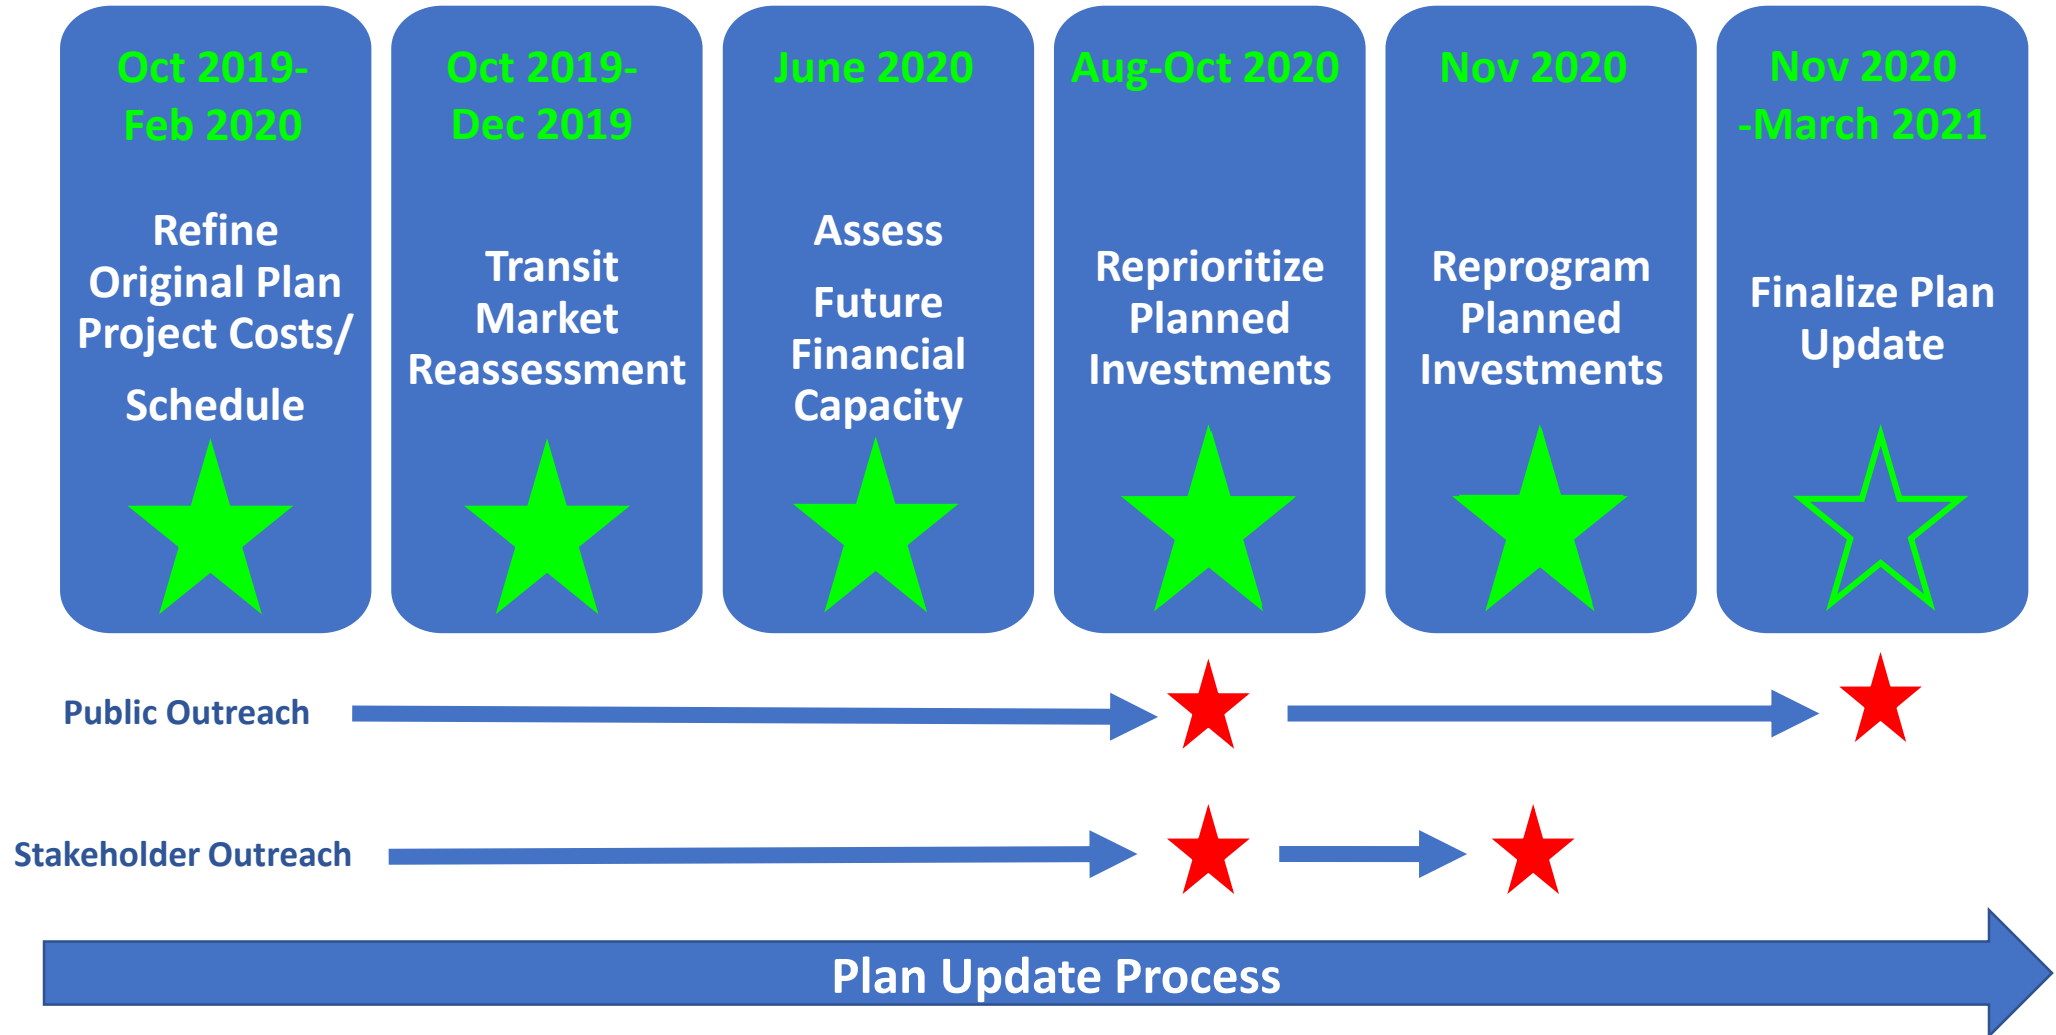 Oct 2019-
Feb 2020
Refine
Original Plan
Project Costs/
Schedule
Oct 2019-
Dec 2019
Transit
Market
Reassessment
June 2020
Assess
Future
Financial
Capacity
Aug-Oct 2020
Reprioritize
Planned
Investments
Nov 2020
Reprogram
Planned
Investments
Nov 2020
-March 2021
Finalize Plan
Update
Public Outreach
Stakeholder Outreach
Plan Update Process